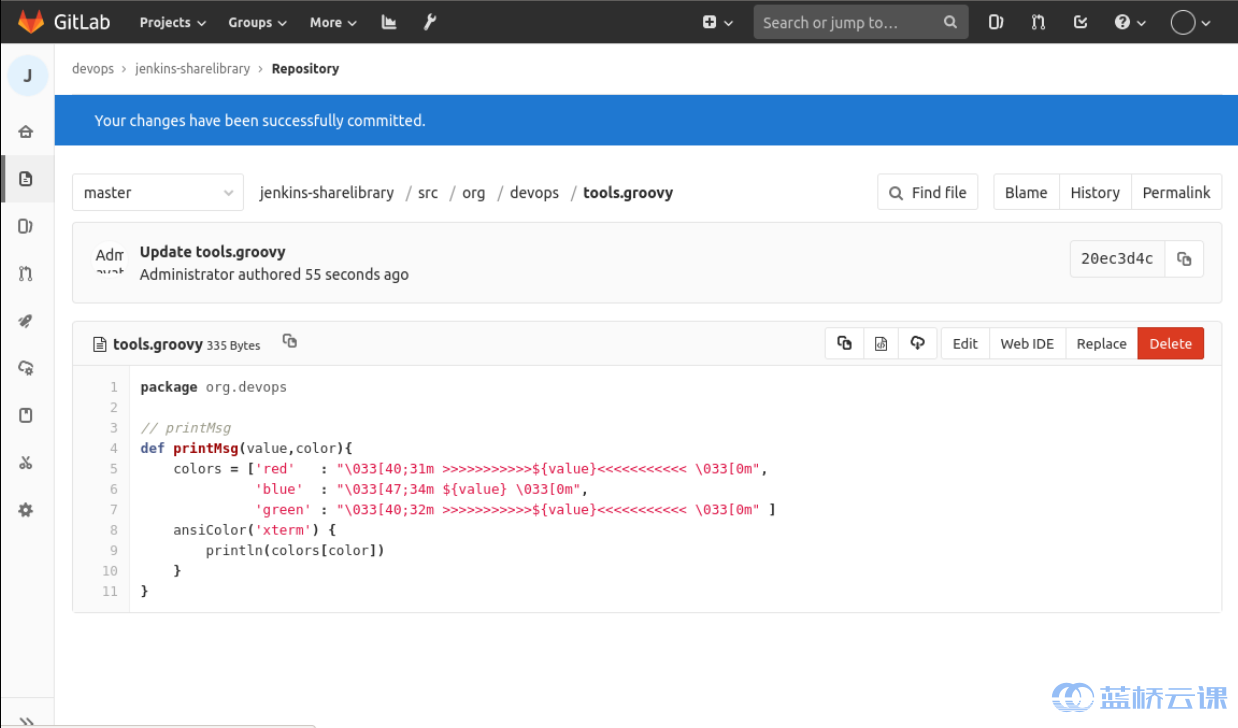 GitLab Projects Groups More Search or jump to...
J devops › jenkins-sharelibrary › Repository
Your changes have been successfully committed.
master jenkins-sharelibrary / src / org / devops / tools.groovy Find file Blame History Permalink
Update tools.groovy
Administrator authored 55 seconds ago
20ec3d4c
tools.groovy 335 Bytes Edit Web IDE Replace Delete
1 package org.devops
2
3 // printMsg
4 def printMsg(value,color){
5 colors = ['red' : "\033[40;31m >>>>>>>>>>>${value}<<<<<<<<<<< \033[0m",
6 'blue' : "\033[47;34m ${value} \033[0m",
7 'green' : "\033[40;32m >>>>>>>>>>>${value}<<<<<<<<<<< \033[0m" ]
8 ansiColor('xterm') {
9 println(colors[color])
10 }
11 }
蓝桥云课